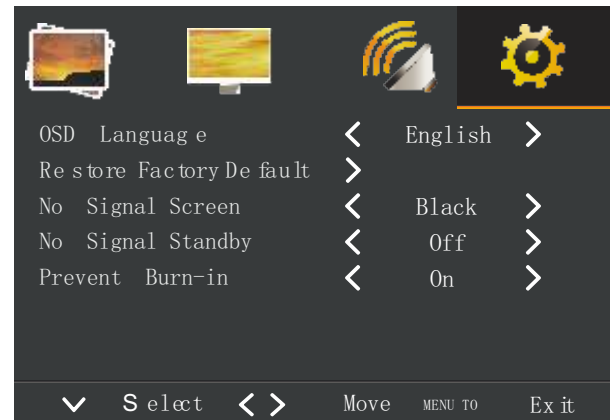 OSD Language English
Restore Factory Default
No Signal Screen Black
No Signal Standby Off
Prevent Burn-in On
Select Move MENU TO Exit